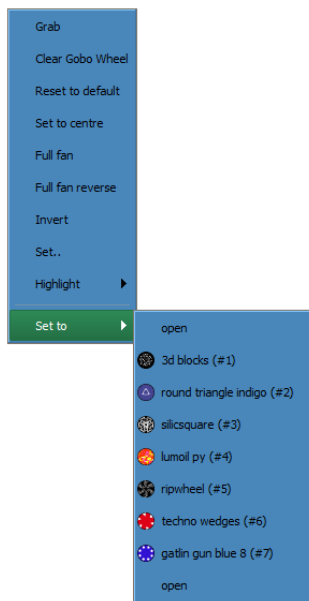 Grab
Clear Gobo Wheel
Reset to default
Set to centre
Full fan
Full fan reverse
Invert
Set..
Highlight
Set to
open
3d blocks (#1)
round triangle indigo (#2)
silicsquare (#3)
lumoil py (#4)
ripwheel (#5)
techno wedges (#6)
gatlin gun blue 8 (#7)
open